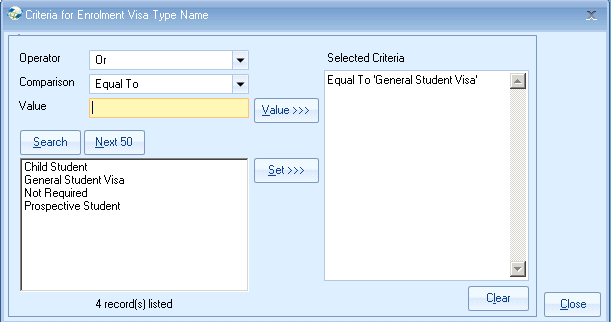 Criteria for Enrolment Visa Type Name
Operator
Or
Comparison
Equal To
Value
Value >>>
Search
Next 50
Child Student
General Student Visa
Not Required
Prospective Student
4 record(s) listed
Set >>>
Selected Criteria
Equal To 'General Student Visa'
Clear
Close